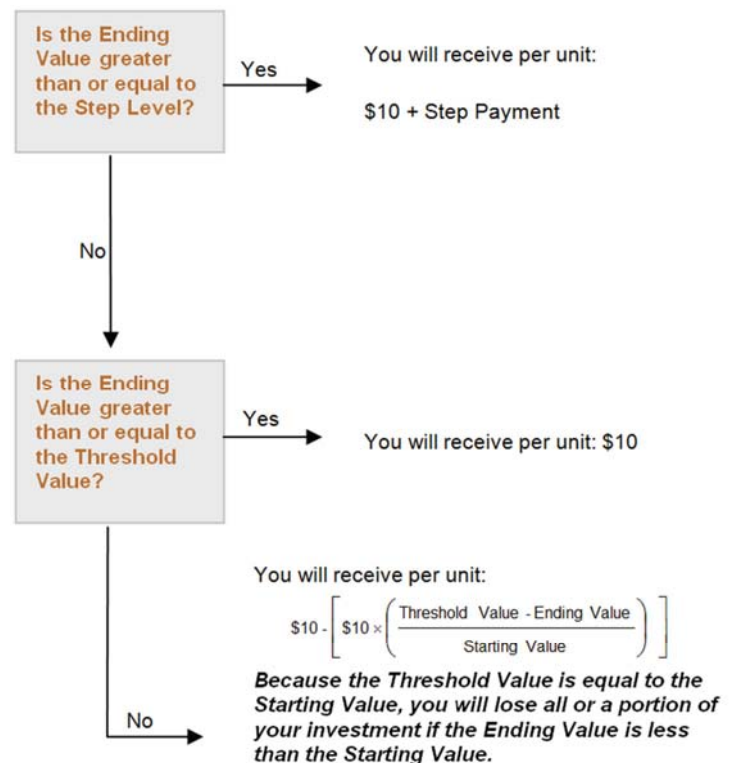 Is the Ending
Value greater
than or equal to
the Step Level?
Yes
You will receive per unit:
$10 + Step Payment
No
Is the Ending
Value greater
than or equal to
the Threshold
Value?
Yes
You will receive per unit: $10
You will receive per unit:
$10 - [ $10 × ( Threshold Value - Ending Value / Starting Value ) ]
Because the Threshold Value is equal to the
Starting Value, you will lose all or a portion of
your investment if the Ending Value is less
than the Starting Value.
No